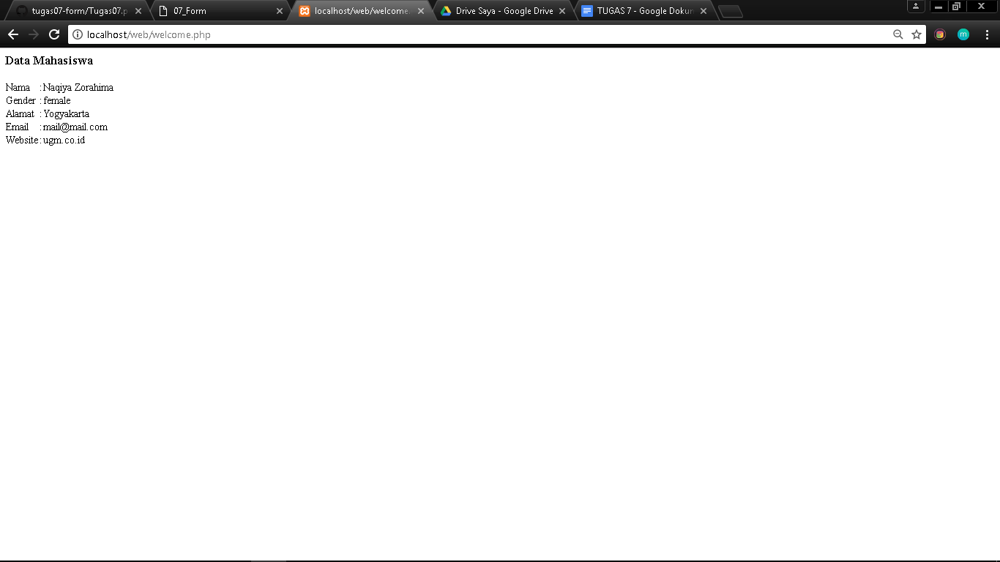 tugas07-form/Tugas07.p
07_Form
localhost/web/welcome.
Drive Saya - Google Drive
TUGAS 7 - Google Dokum
localhost/web/welcome.php
m
Data Mahasiswa
Nama : Naqiya Zorahima
Gender : female
Alamat : Yogyakarta
Email : mail@mail.com
Website : ugm.co.id